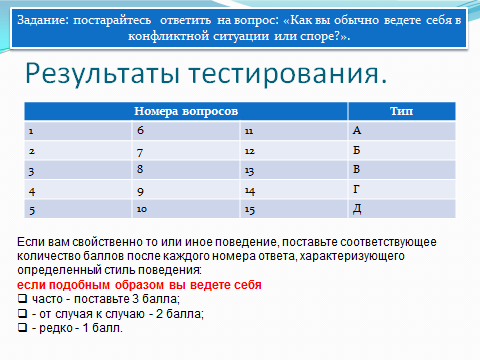 Задание: постарайтесь ответить на вопрос: «Как вы обычно ведете себя в
конфликтной ситуации или споре?».
Результаты тестирования.
Номера вопросов Тип
1 6 11 А
2 7 12 Б
3 8 13 В
4 9 14 Г
5 10 15 Д
Если вам свойственно то или иное поведение, поставьте соответствующее
количество баллов после каждого номера ответа, характеризующего
определенный стиль поведения:
если подобным образом вы ведете себя
❑ часто - поставьте 3 балла;
❑ - от случая к случаю - 2 балла;
❑ - редко - 1 балл.